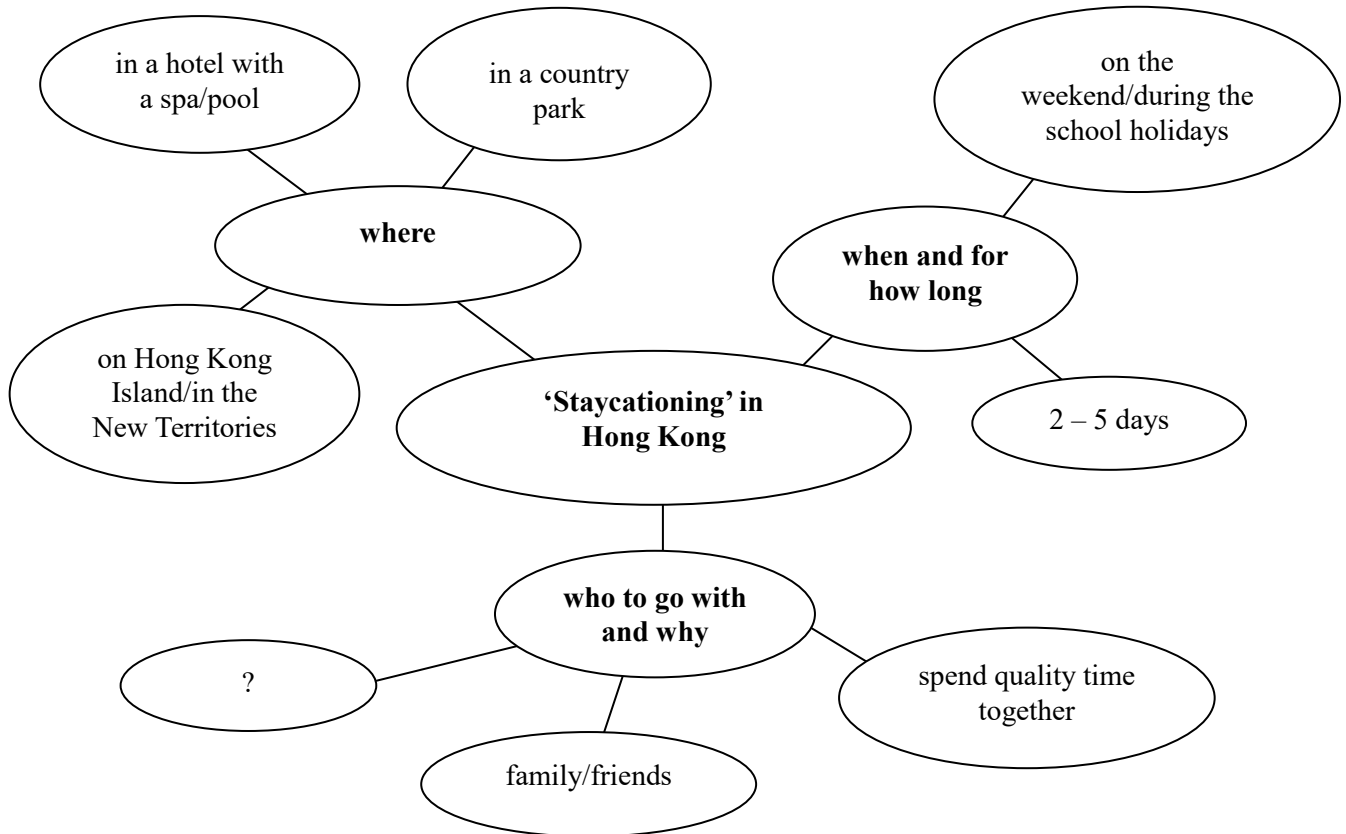 in a hotel with
a spa/pool
in a country
park
on the
weekend/during the
school holidays
where
when and for
how long
on Hong Kong
Island/in the
New Territories
‘Staycationing’ in
Hong Kong
2 – 5 days
who to go with
and why
?
spend quality time
together
family/friends